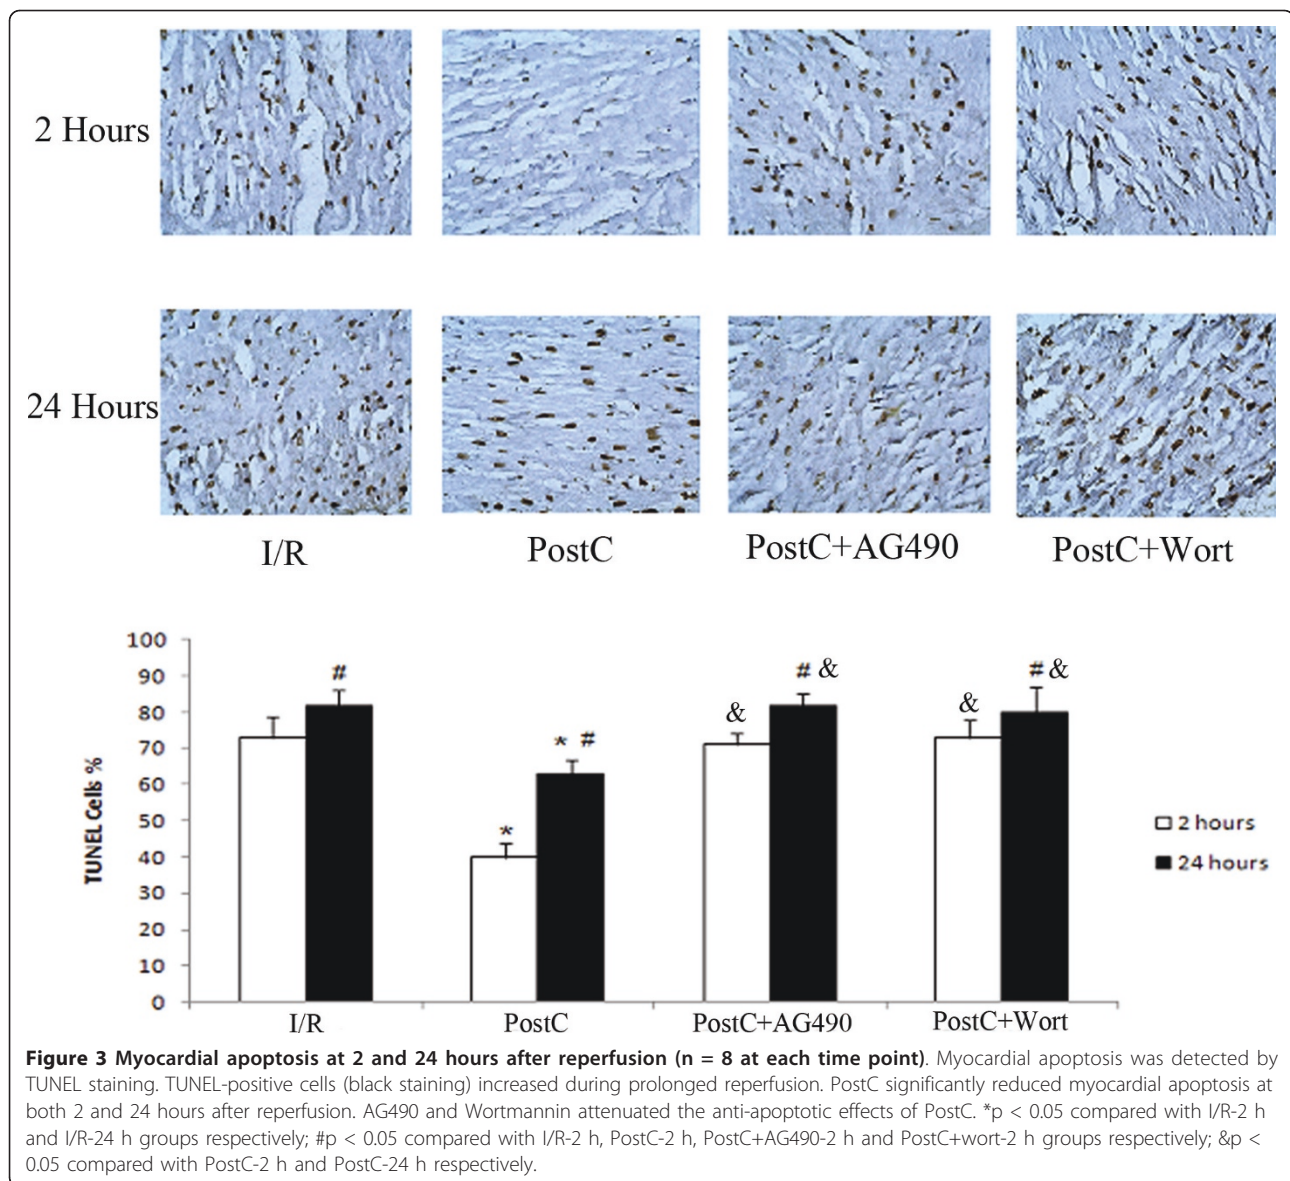 2 Hours
24 Hours
I/R
PostC
PostC+AG490
PostC+Wort
100
90
80
70
60
50
40
30
20
10
0
TUNEL Cells %
#
* 
* #
&
# &
&
# &
2 hours
24 hours
I/R
PostC
PostC+AG490
PostC+Wort
Figure 3 Myocardial apoptosis at 2 and 24 hours after reperfusion (n = 8 at each time point). Myocardial apoptosis was detected by
TUNEL staining. TUNEL-positive cells (black staining) increased during prolonged reperfusion. PostC significantly reduced myocardial apoptosis at
both 2 and 24 hours after reperfusion. AG490 and Wortmannin attenuated the anti-apoptotic effects of PostC. *p < 0.05 compared with I/R-2 h
and I/R-24 h groups respectively; #p < 0.05 compared with I/R-2 h, PostC-2 h, PostC+AG490-2 h and PostC+wort-2 h groups respectively; &p <
0.05 compared with PostC-2 h and PostC-24 h respectively.